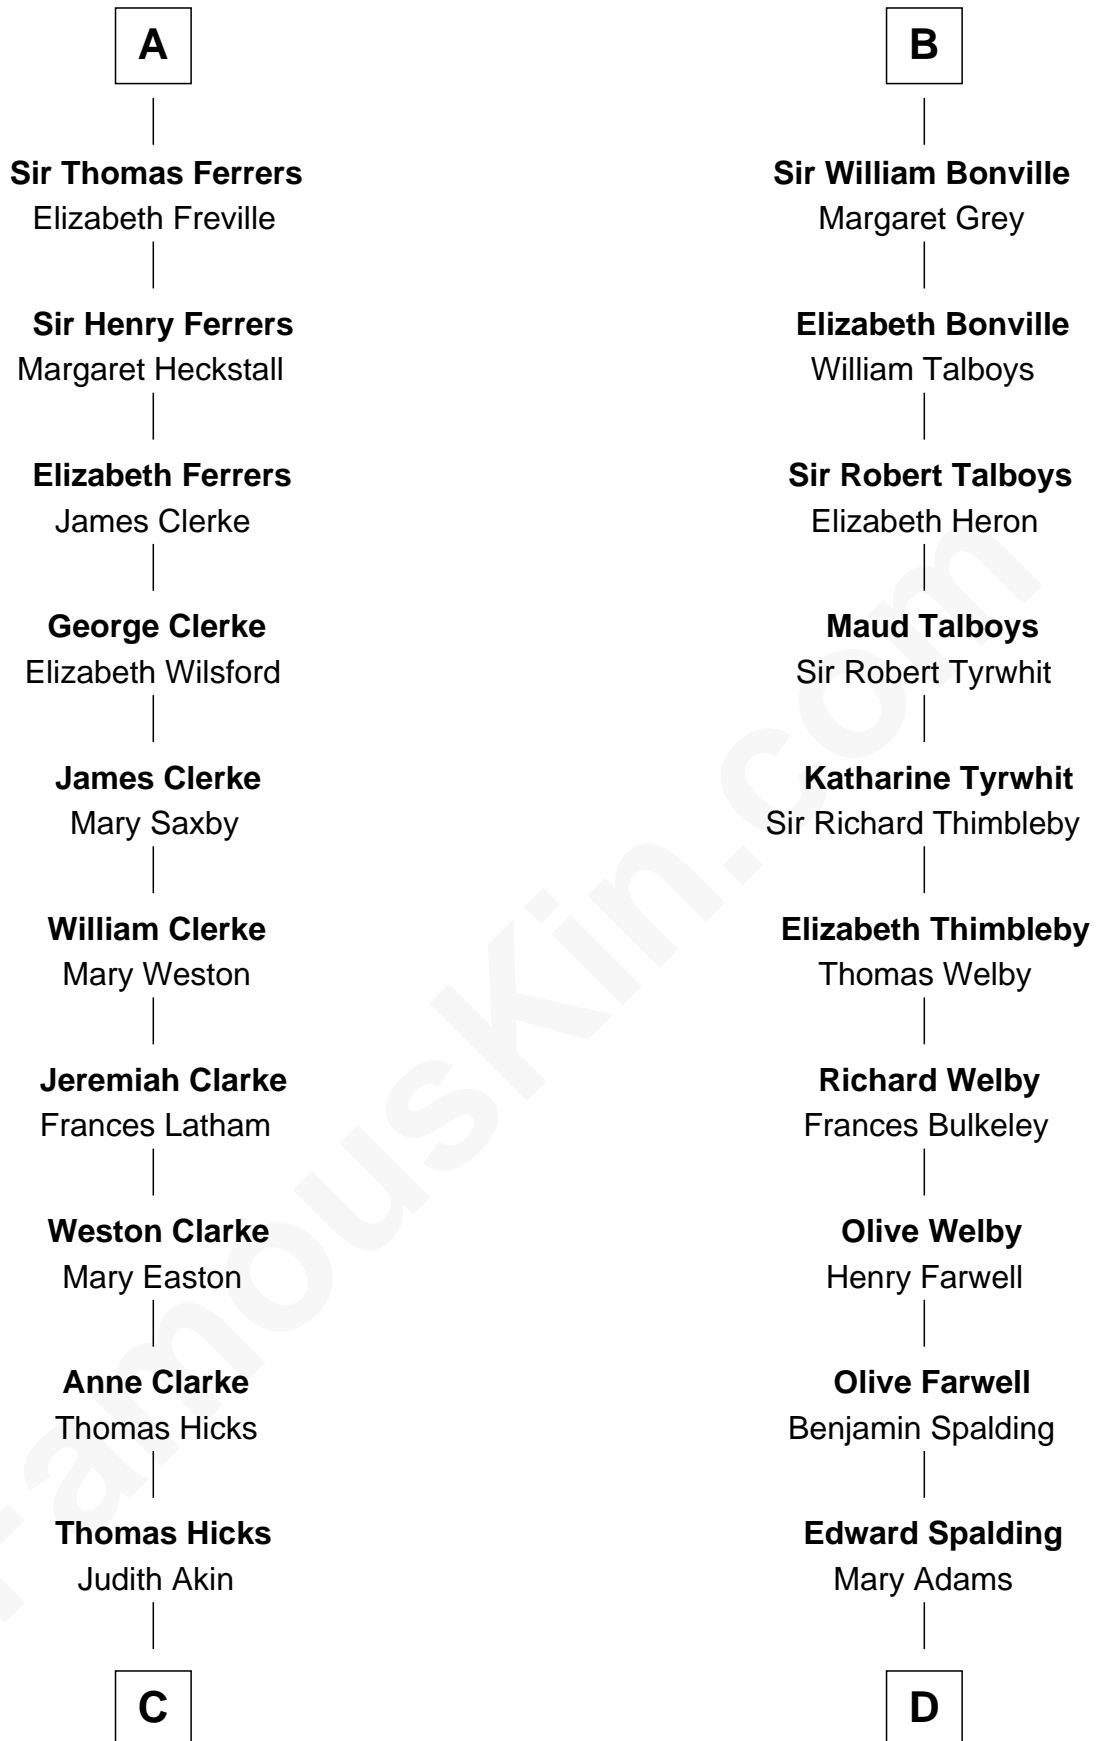 A
Sir Thomas Ferrers
Elizabeth Freville
Sir Henry Ferrers
Margaret Heckstall
Elizabeth Ferrers
James Clerke
George Clerke
Elizabeth Wilsford
James Clerke
Mary Saxby
William Clerke
Mary Weston
Jeremiah Clarke
Frances Latham
Weston Clarke
Mary Easton
Anne Clarke
Thomas Hicks
Thomas Hicks
Judith Akin
C
B
Sir William Bonville
Margaret Grey
Elizabeth Bonville
William Talboys
Sir Robert Talboys
Elizabeth Heron
Maud Talboys
Sir Robert Tyrwhit
Katharine Tyrwhit
Sir Richard Thimbleby
Elizabeth Thimbleby
Thomas Welby
Richard Welby
Frances Bulkeley
Olive Welby
Henry Farwell
Olive Farwell
Benjamin Spalding
Edward Spalding
Mary Adams
D
FamousKin.com